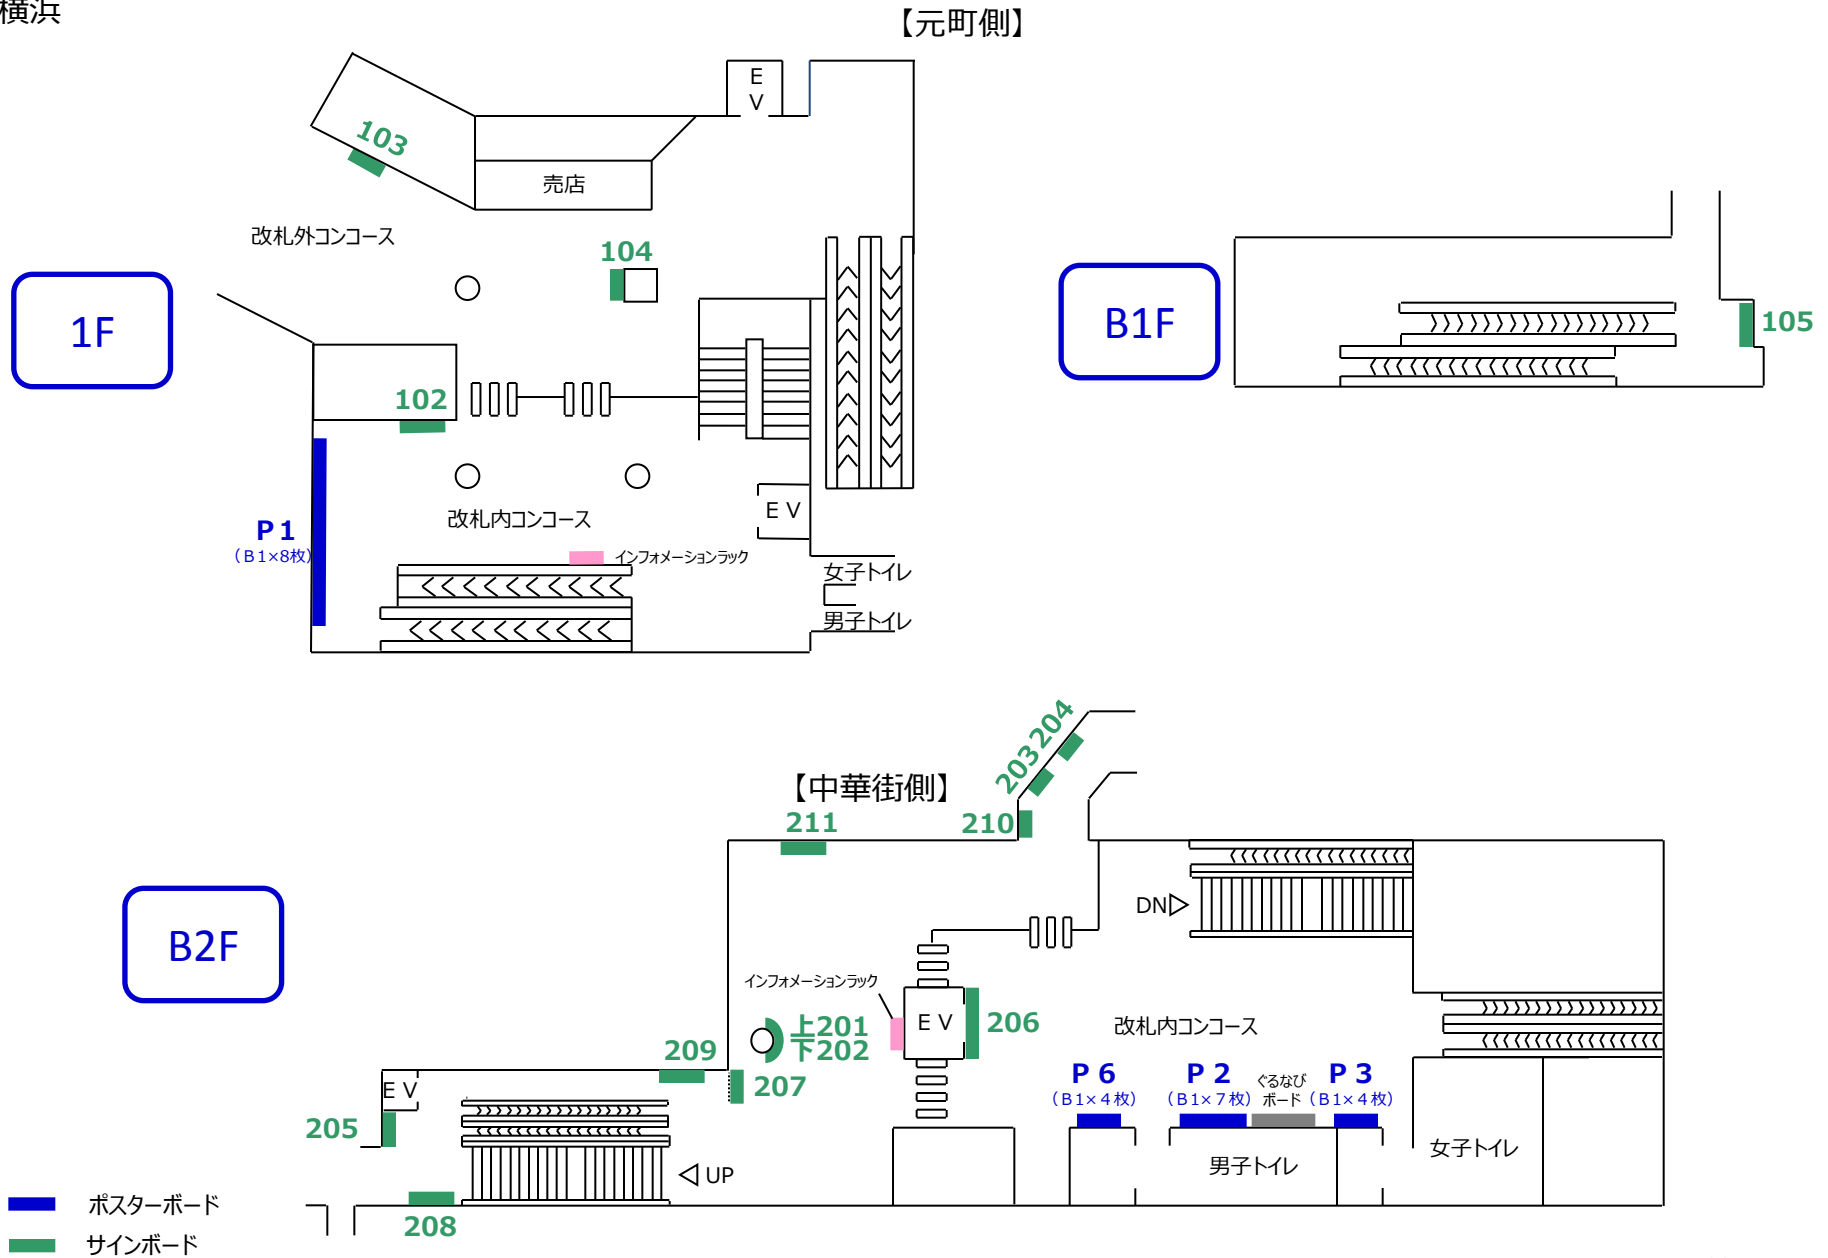 横浜
【元町側】
E
V
103
売店
改札外コンコース
104
1F
B1F
105
102
P 1
（B1×8枚）
改札内コンコース
E V
インフォメーションラック
女子トイレ
男子トイレ
203 204
【中華街側】
211
210
DN
B2F
インフォメーションラック
上201
下202
E V
206
改札内コンコース
209
207
E V
205
P 6
（B1×４枚）
P 2
（B1×７枚）
ぐるなび
ボード
P 3
（B1×４枚）
女子トイレ
男子トイレ
UP
208
ポスターボード
サインボード